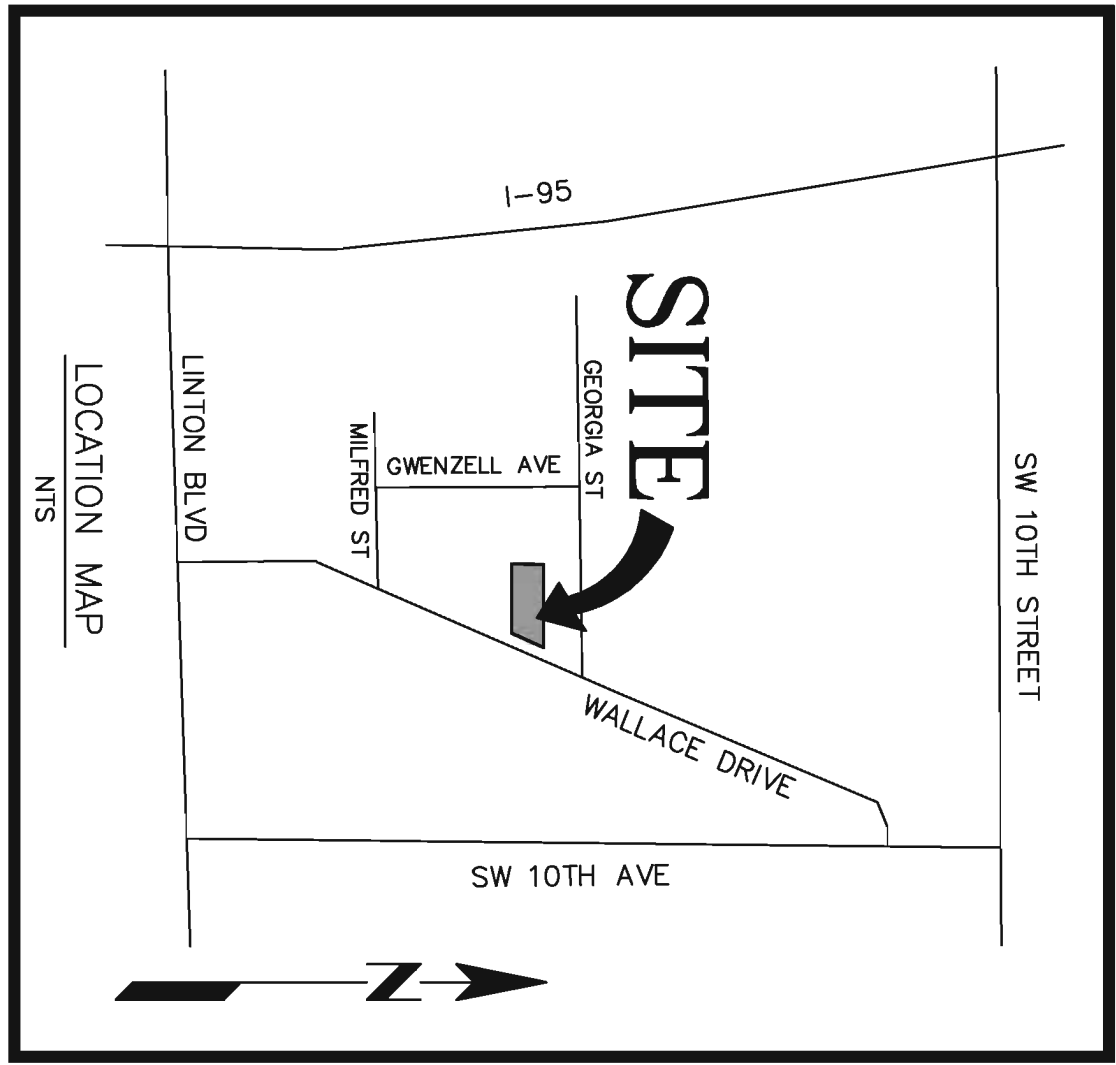 I-95
SITE
GEORGIA ST
LINTON BLVD
MILFRED ST
GWENZELL AVE
SW 10TH STREET
WALLACE DRIVE
SW 10TH AVE
LOCATION MAP
NTS
N